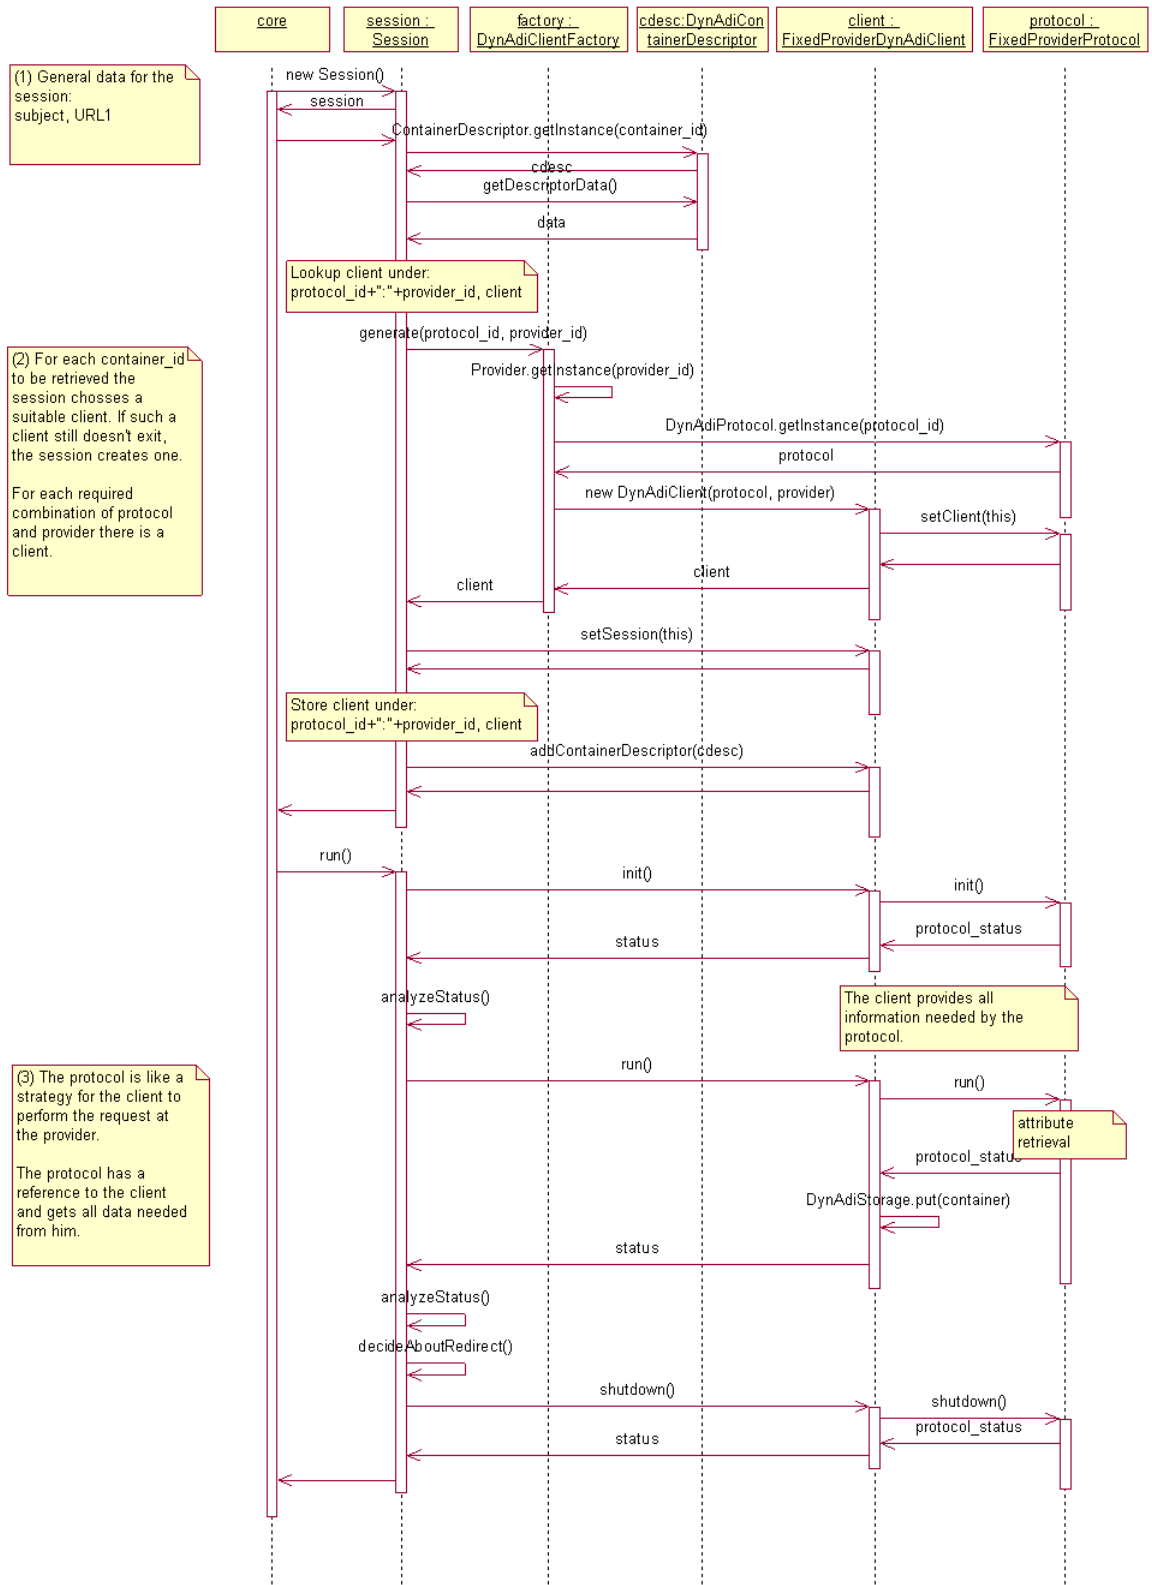 core
session :
Session
factory :
DynAdiClientFactory
cdesc:DynAdiCon
tainerDescriptor
client :
FixedProviderDynAdiClient
protocol :
FixedProviderProtocol
(1) General data for the
session:
subject, URL1
new Session()
session
ContainerDescriptor.getInstance(container_id)
cdesc
getDescriptorData()
data
Lookup client under:
protocol_id+":"+provider_id, client
generate(protocol_id, provider_id)
(2) For each container_id
to be retrieved the
session chosses a
suitable client. If such a
client still doesn't exit,
the session creates one.
For each required
combination of protocol
and provider there is a
client.
Provider.getInstance(provider_id)
DynAdiProtocol.getInstance(protocol_id)
protocol
new DynAdiClient(protocol, provider)
setClient(this)
client
client
setSession(this)
Store client under:
protocol_id+":"+provider_id, client
addContainerDescriptor(cdesc)
run()
init()
init()
protocol_status
status
analyzeStatus()
The client provides all
information needed by the
protocol.
(3) The protocol is like a
strategy for the client to
perform the request at
the provider.
The protocol has a
reference to the client
and gets all data needed
from him.
run()
run()
attribute
retrieval
protocol_status
DynAdiStorage.put(container)
status
analyzeStatus()
decideAboutRedirect()
shutdown()
shutdown()
protocol_status
status